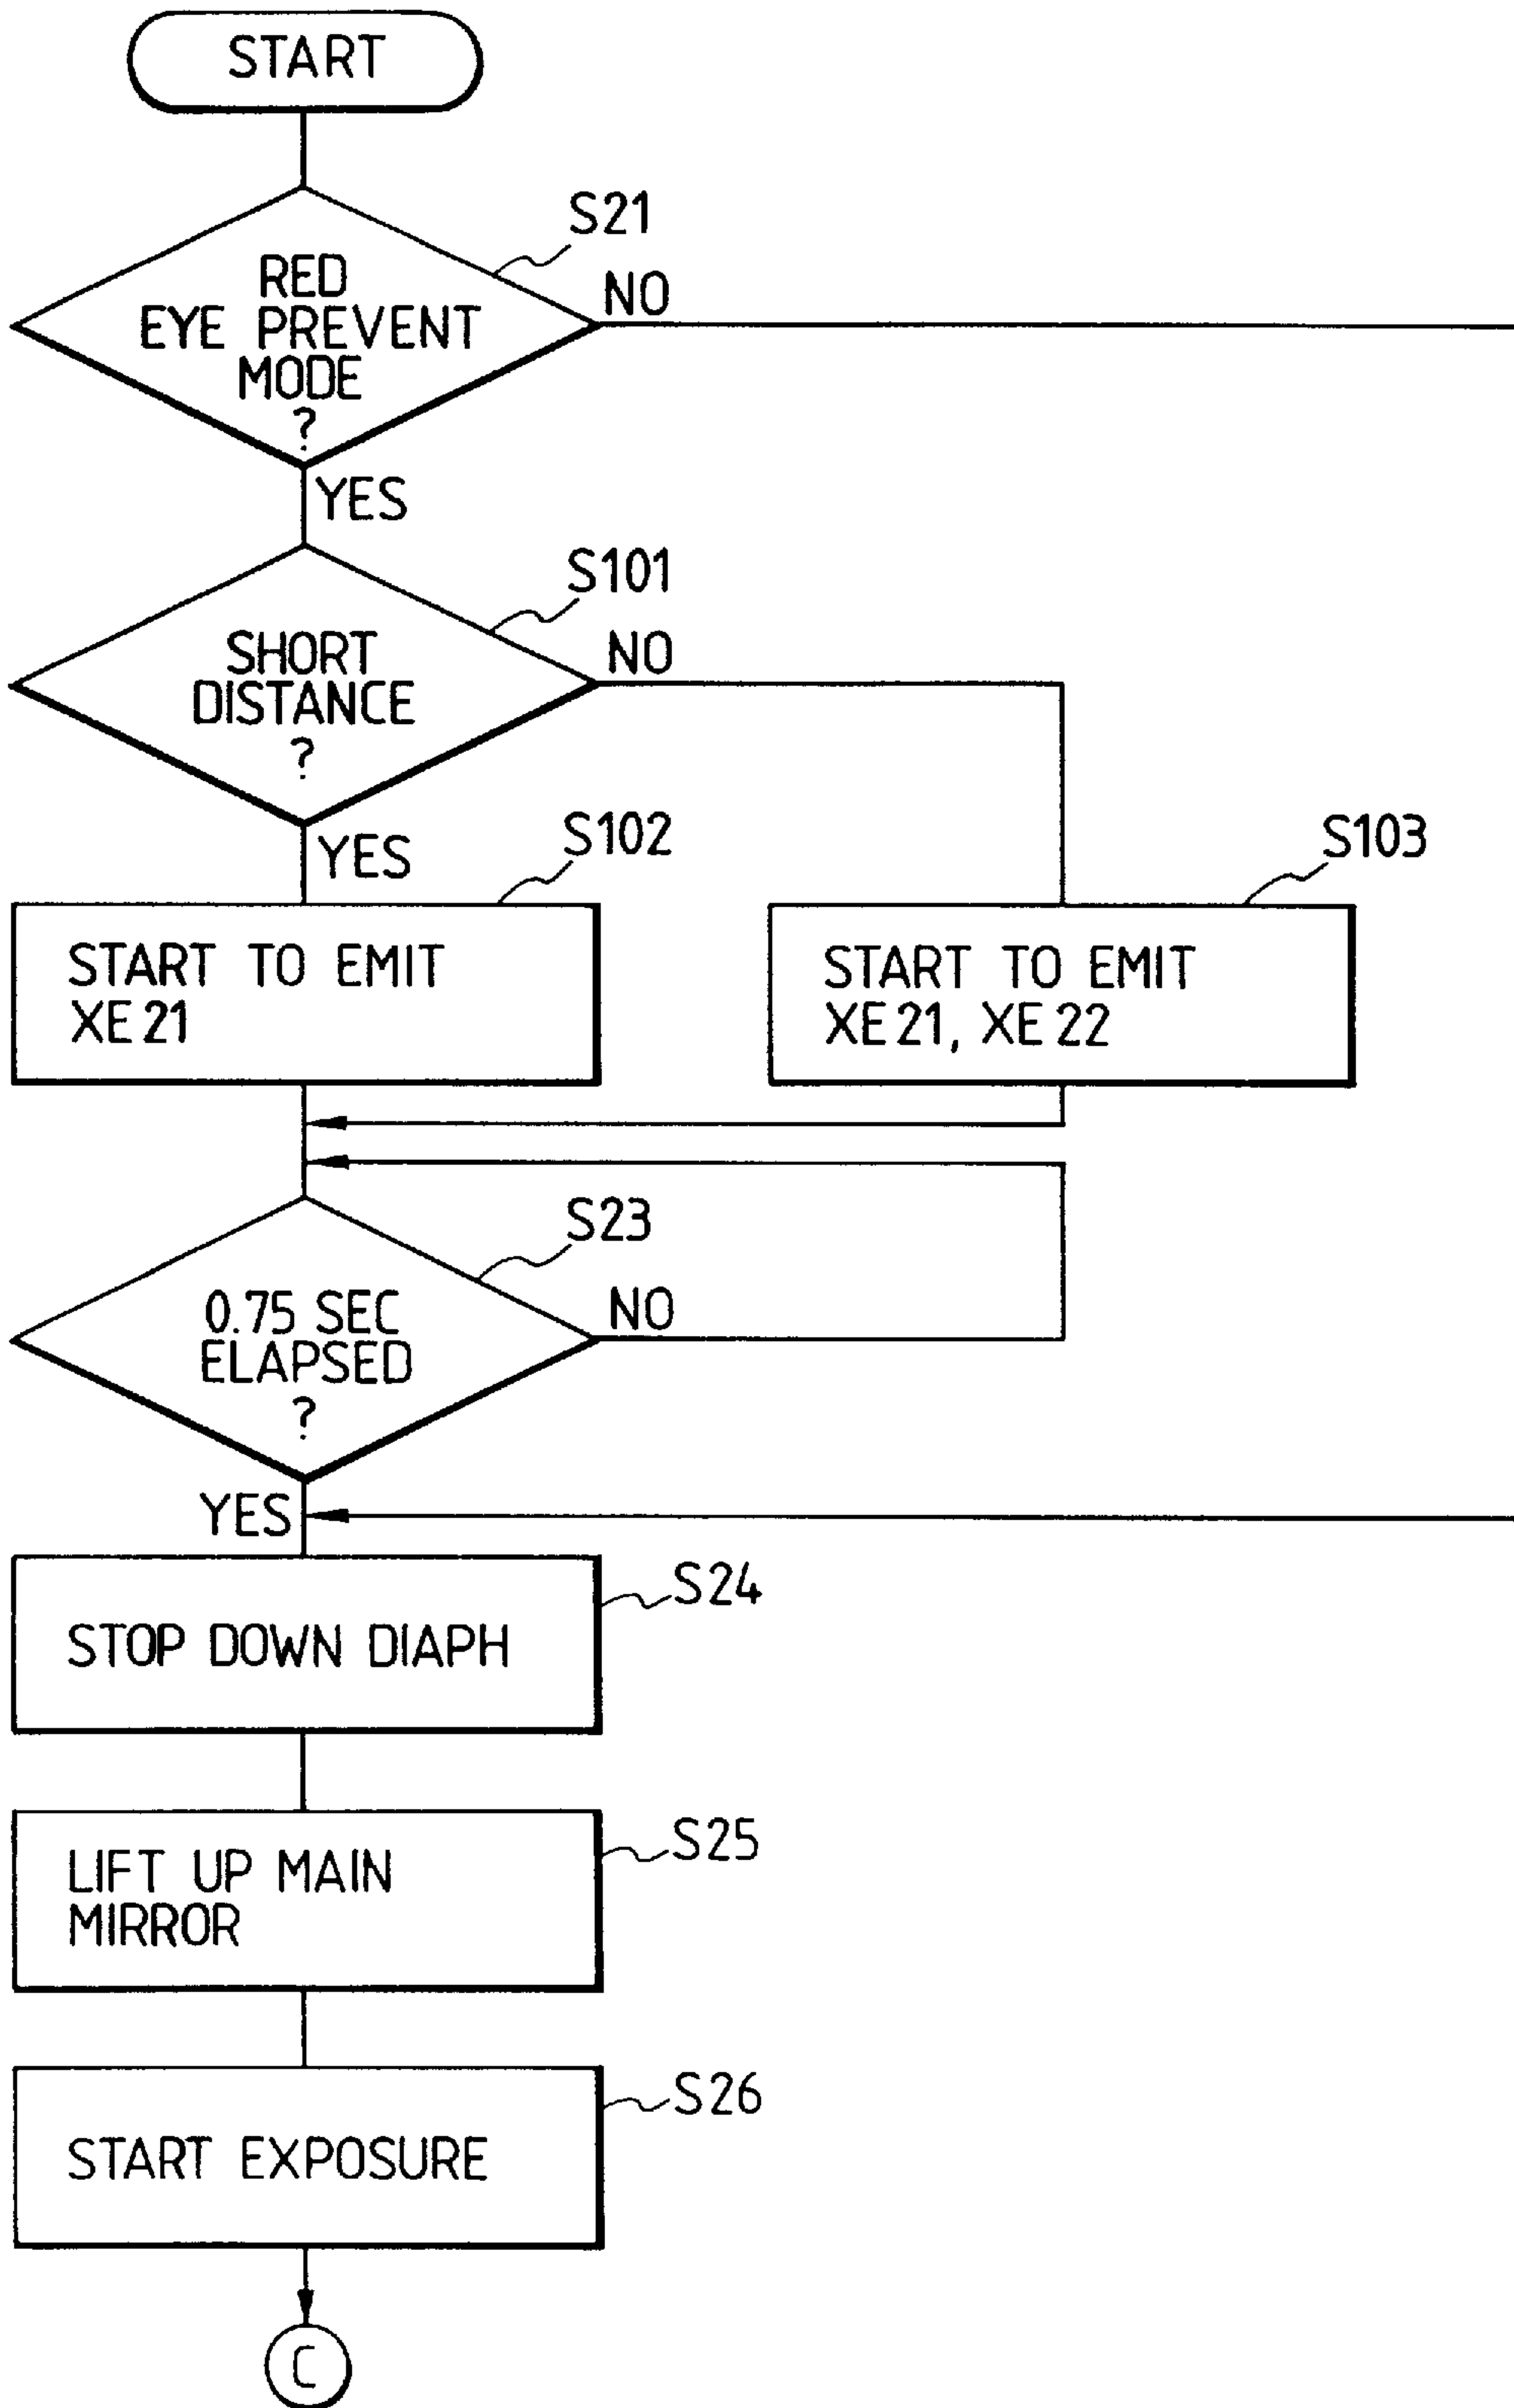 START
S21
RED
EYE PREVENT
MODE
?
NO
YES
S101
SHORT
DISTANCE
?
NO
YES
S102
START TO EMIT
XE21
S103
START TO EMIT
XE21, XE22
S23
0.75 SEC
ELAPSED
?
NO
YES
S24
STOP DOWN DIAPH
S25
LIFT UP MAIN
MIRROR
S26
START EXPOSURE
C